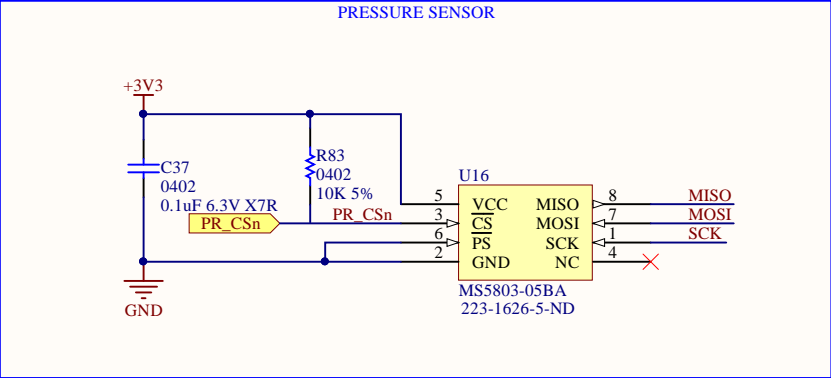 PRESSURE SENSOR
+3V3
C37
0402
0.1uF 6.3V X7R
R83
0402
10K 5%
PR_CSn
PR_CSn
U16
5 VCC MISO 8 MISO
3 CS MOSI 7 MOSI
6 PS SCK 1 SCK
2 GND NC 4
MS5803-05BA
223-1626-5-ND
GND